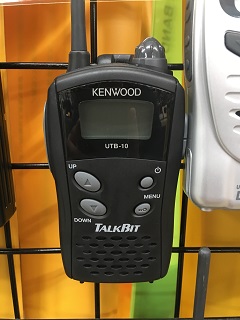 KENWOOD
UTB-10
UP
MENU
DOWN
TALKBIT